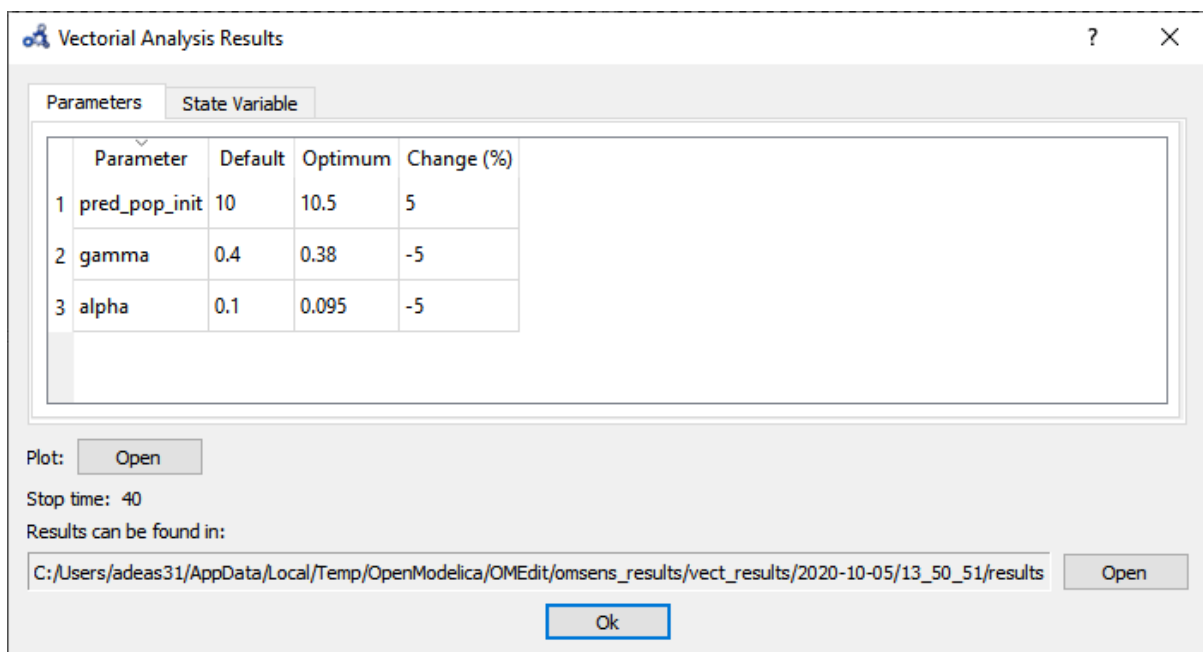 Vectorial Analysis Results ?
Parameters State Variable
Parameter Default Optimum Change (%)
1 pred_pop_init 10 10.5 5
2 gamma 0.4 0.38 -5
3 alpha 0.1 0.095 -5
Plot: Open
Stop time: 40
Results can be found in:
C:/Users/adeas31/AppData/Local/Temp/OpenModelica/OMEdit/omsens_results/vect_results/2020-10-05/13_50_51/results Open
Ok